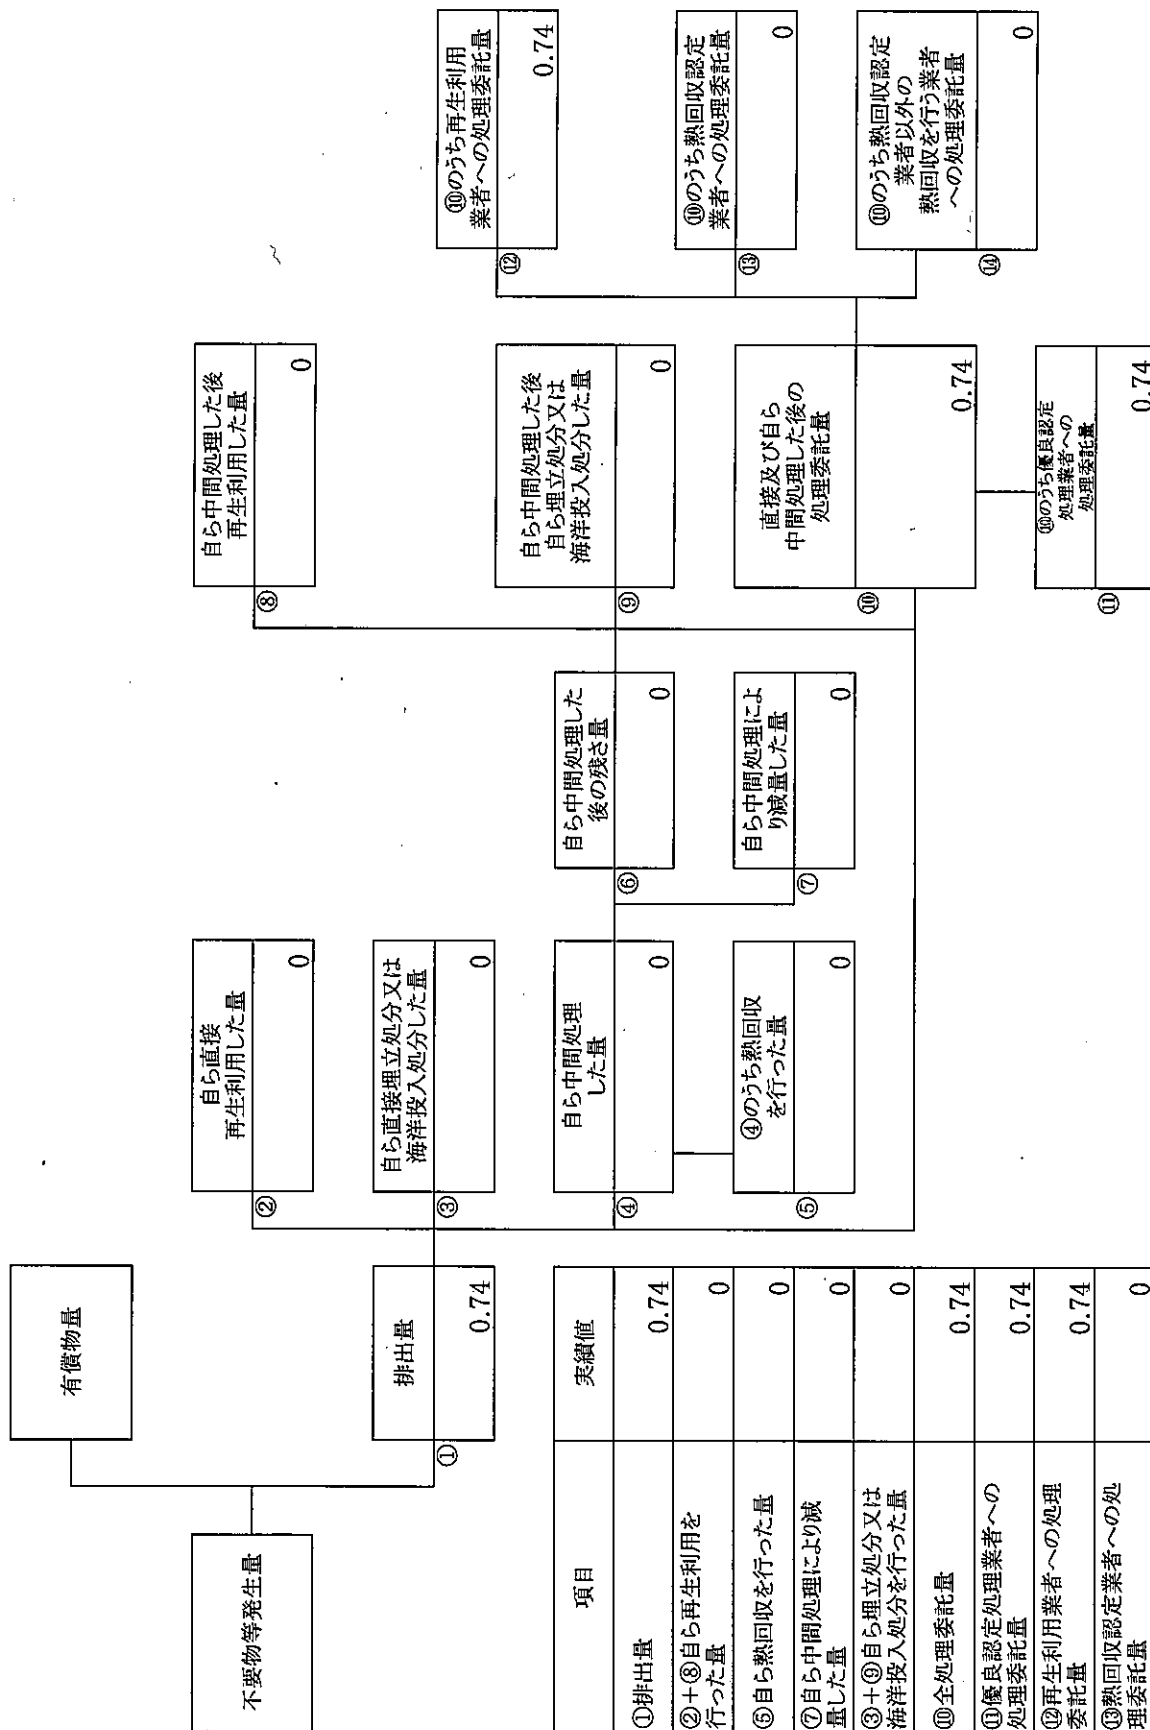 不要物等発生量
有償物量
①
排出量
0.74
②
自ら直接
再生利用した量
0
③
自ら直接埋立処分又は
海洋投入処分した量
0
④
自ら中間処理
した量
0
⑤
④のうち熱回収
を行った量
0
⑥
自ら中間処理した
後の残さ量
0
⑦
自ら中間処理によ
り減量した量
0
⑧
自ら中間処理した後
再生利用した量
0
⑨
自ら中間処理した後
自ら埋立処分又は
海洋投入処分した量
0
⑩
直接及び自ら
中間処理した後の
処理委託量
0.74
⑪
⑩のうち優良認定
処理業者への
処理委託量
0.74
⑫
⑩のうち再生利用
業者への処理委託量
0.74
⑬
⑩のうち熱回収認定
業者への処理委託量
0
⑭
⑩のうち熱回収認定
業者以外の
熱回収を行う業者
への処理委託量
0
項目
実績値
①排出量
0.74
②+⑧自ら再生利用を
行った量
0
⑤自ら熱回収を行った量
0
⑦自ら中間処理により減
量した量
0
③+⑨自ら埋立処分又は
海洋投入処分を行った量
0
⑩全処理委託量
0.74
⑪優良認定処理業者への
処理委託量
0.74
⑫再生利用業者への処理
委託量
0.74
⑬熱回収認定業者への処
理委託量
0